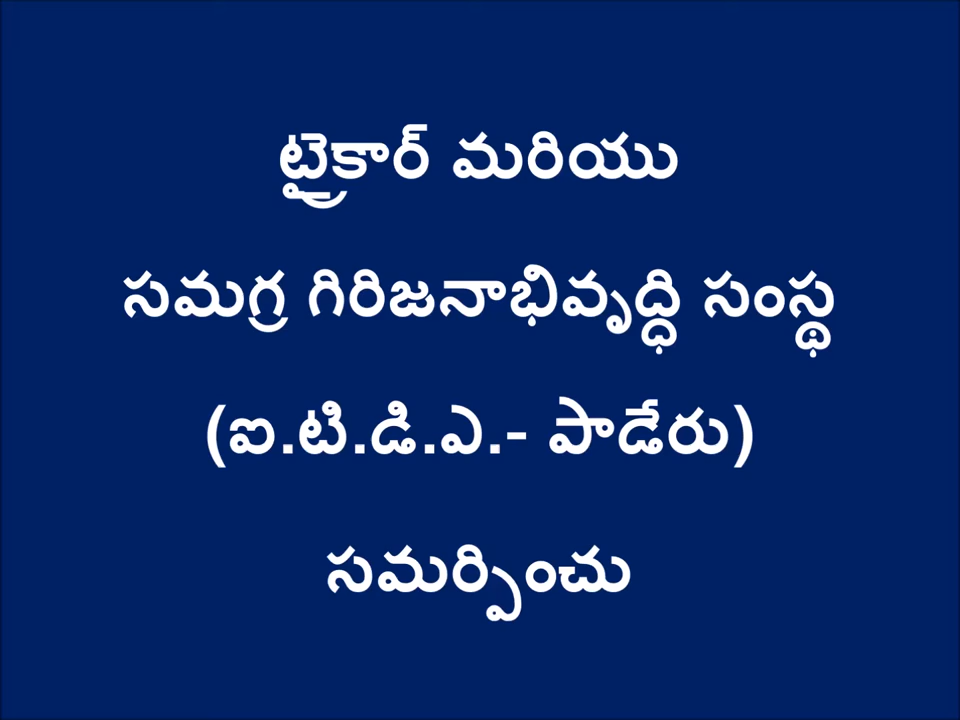 ట్రైకార్ మరియు
సమగ్ర గిరిజనాభివృద్ధి సంస్థ
(ఐ.టి.డి.ఎ.- పాడేరు)
సమర్పించు